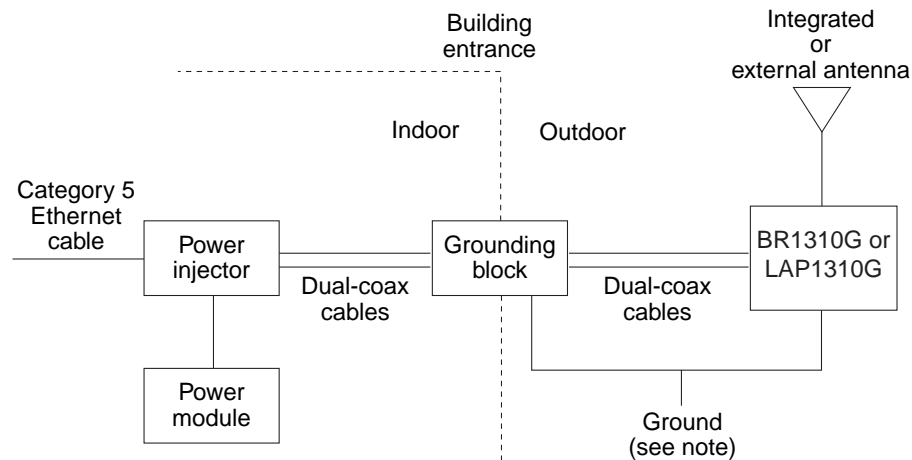 Building
entrance
Integrated
or
external antenna
Indoor
Outdoor
Category 5
Ethernet
cable
Power
injector
Dual-coax
cables
Grounding
block
Dual-coax
cables
BR1310G or
LAP1310G
Power
module
Ground
(see note)